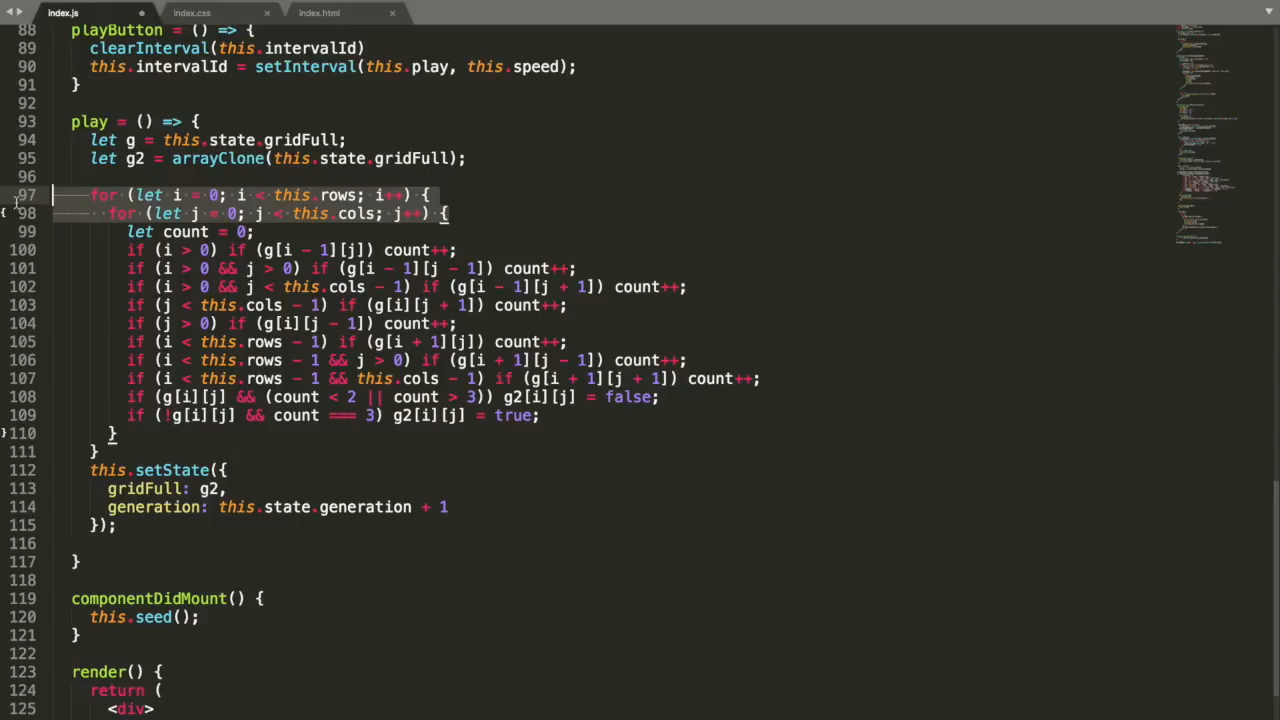 index.js
index.css
index.html
88 playButton = () => {
89 clearInterval(this.intervalId)
90 this.intervalId = setInterval(this.play, this.speed);
91 }
92
93 play = () => {
94 let g = this.state.gridFull;
95 let g2 = arrayClone(this.state.gridFull);
96
97 for (let i = 0; i < this.rows; i++) {
98 for (let j = 0; j < this.cols; j++) {
99 let count = 0;
100 if (i > 0) if (g[i - 1][j]) count++;
101 if (i > 0 && j > 0) if (g[i - 1][j - 1]) count++;
102 if (i > 0 && j < this.cols - 1) if (g[i - 1][j + 1]) count++;
103 if (j < this.cols - 1) if (g[i][j + 1]) count++;
104 if (j > 0) if (g[i][j - 1]) count++;
105 if (i < this.rows - 1) if (g[i + 1][j]) count++;
106 if (i < this.rows - 1 && j > 0) if (g[i + 1][j - 1]) count++;
107 if (i < this.rows - 1 && this.cols - 1) if (g[i + 1][j + 1]) count++;
108 if (g[i][j] && (count < 2 || count > 3)) g2[i][j] = false;
109 if (!g[i][j] && count === 3) g2[i][j] = true;
110 }
111 }
112 this.setState({
113 gridFull: g2,
114 generation: this.state.generation + 1
115 });
116
117 }
118
119 componentDidMount() {
120 this.seed();
121 }
122
123 render() {
124 return (
125 <div>